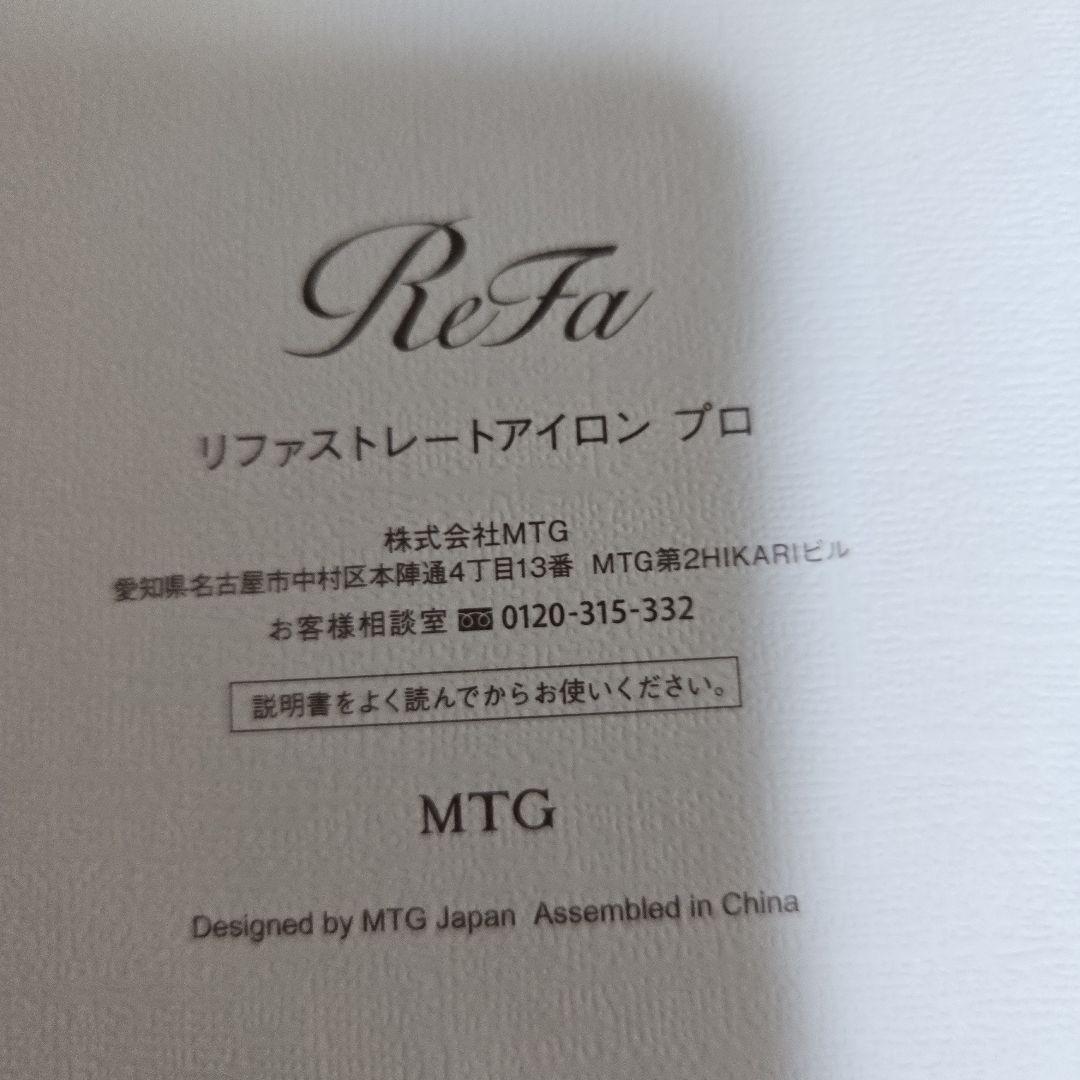 ReFa
リファストレートアイロン プロ
株式会社MTG
愛知県名古屋市中村区本陣通4丁目13番 MTG第2HIKARIビル
お客様相談室 0120-315-332
説明書をよく読んでからお使いください。
MTG
Designed by MTG Japan Assembled in China